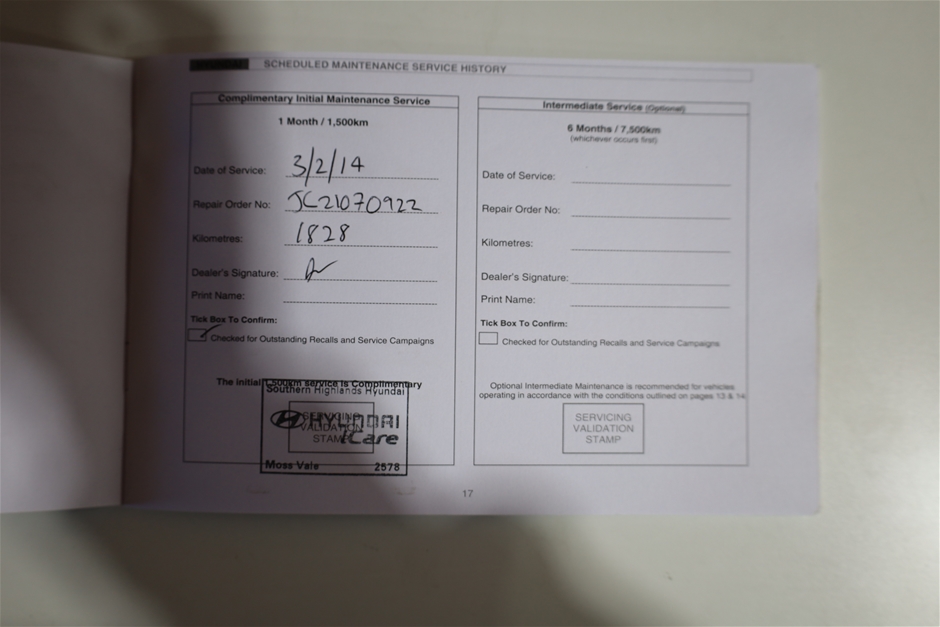 SCHEDULED MAINTENANCE SERVICE HISTORY
Complimentary Initial Maintenance Service
1 Month / 1,500km
Date of Service: 3/2/14
Repair Order No: JC21070922
Kilometres: 1828
Dealer's Signature:
Print Name:
Tick Box To Confirm:
Checked for Outstanding Recalls and Service Campaigns
The Initial 1,500km service is Complimentary
Southern Highlands Hyundai
SERVICING
VALIDATION
STAMP
HYUNDAI
iCare
Moss Vale 2578
Intermediate Service (Optional)
6 Months / 7,500km
(whichever occurs first)
Date of Service:
Repair Order No:
Kilometres:
Dealer's Signature:
Print Name:
Tick Box To Confirm:
Checked for Outstanding Recalls and Service Campaigns
Optional Intermediate Maintenance is recommended for vehicles
operating in accordance with the conditions outlined on pages 13 & 14
SERVICING
VALIDATION
STAMP
17